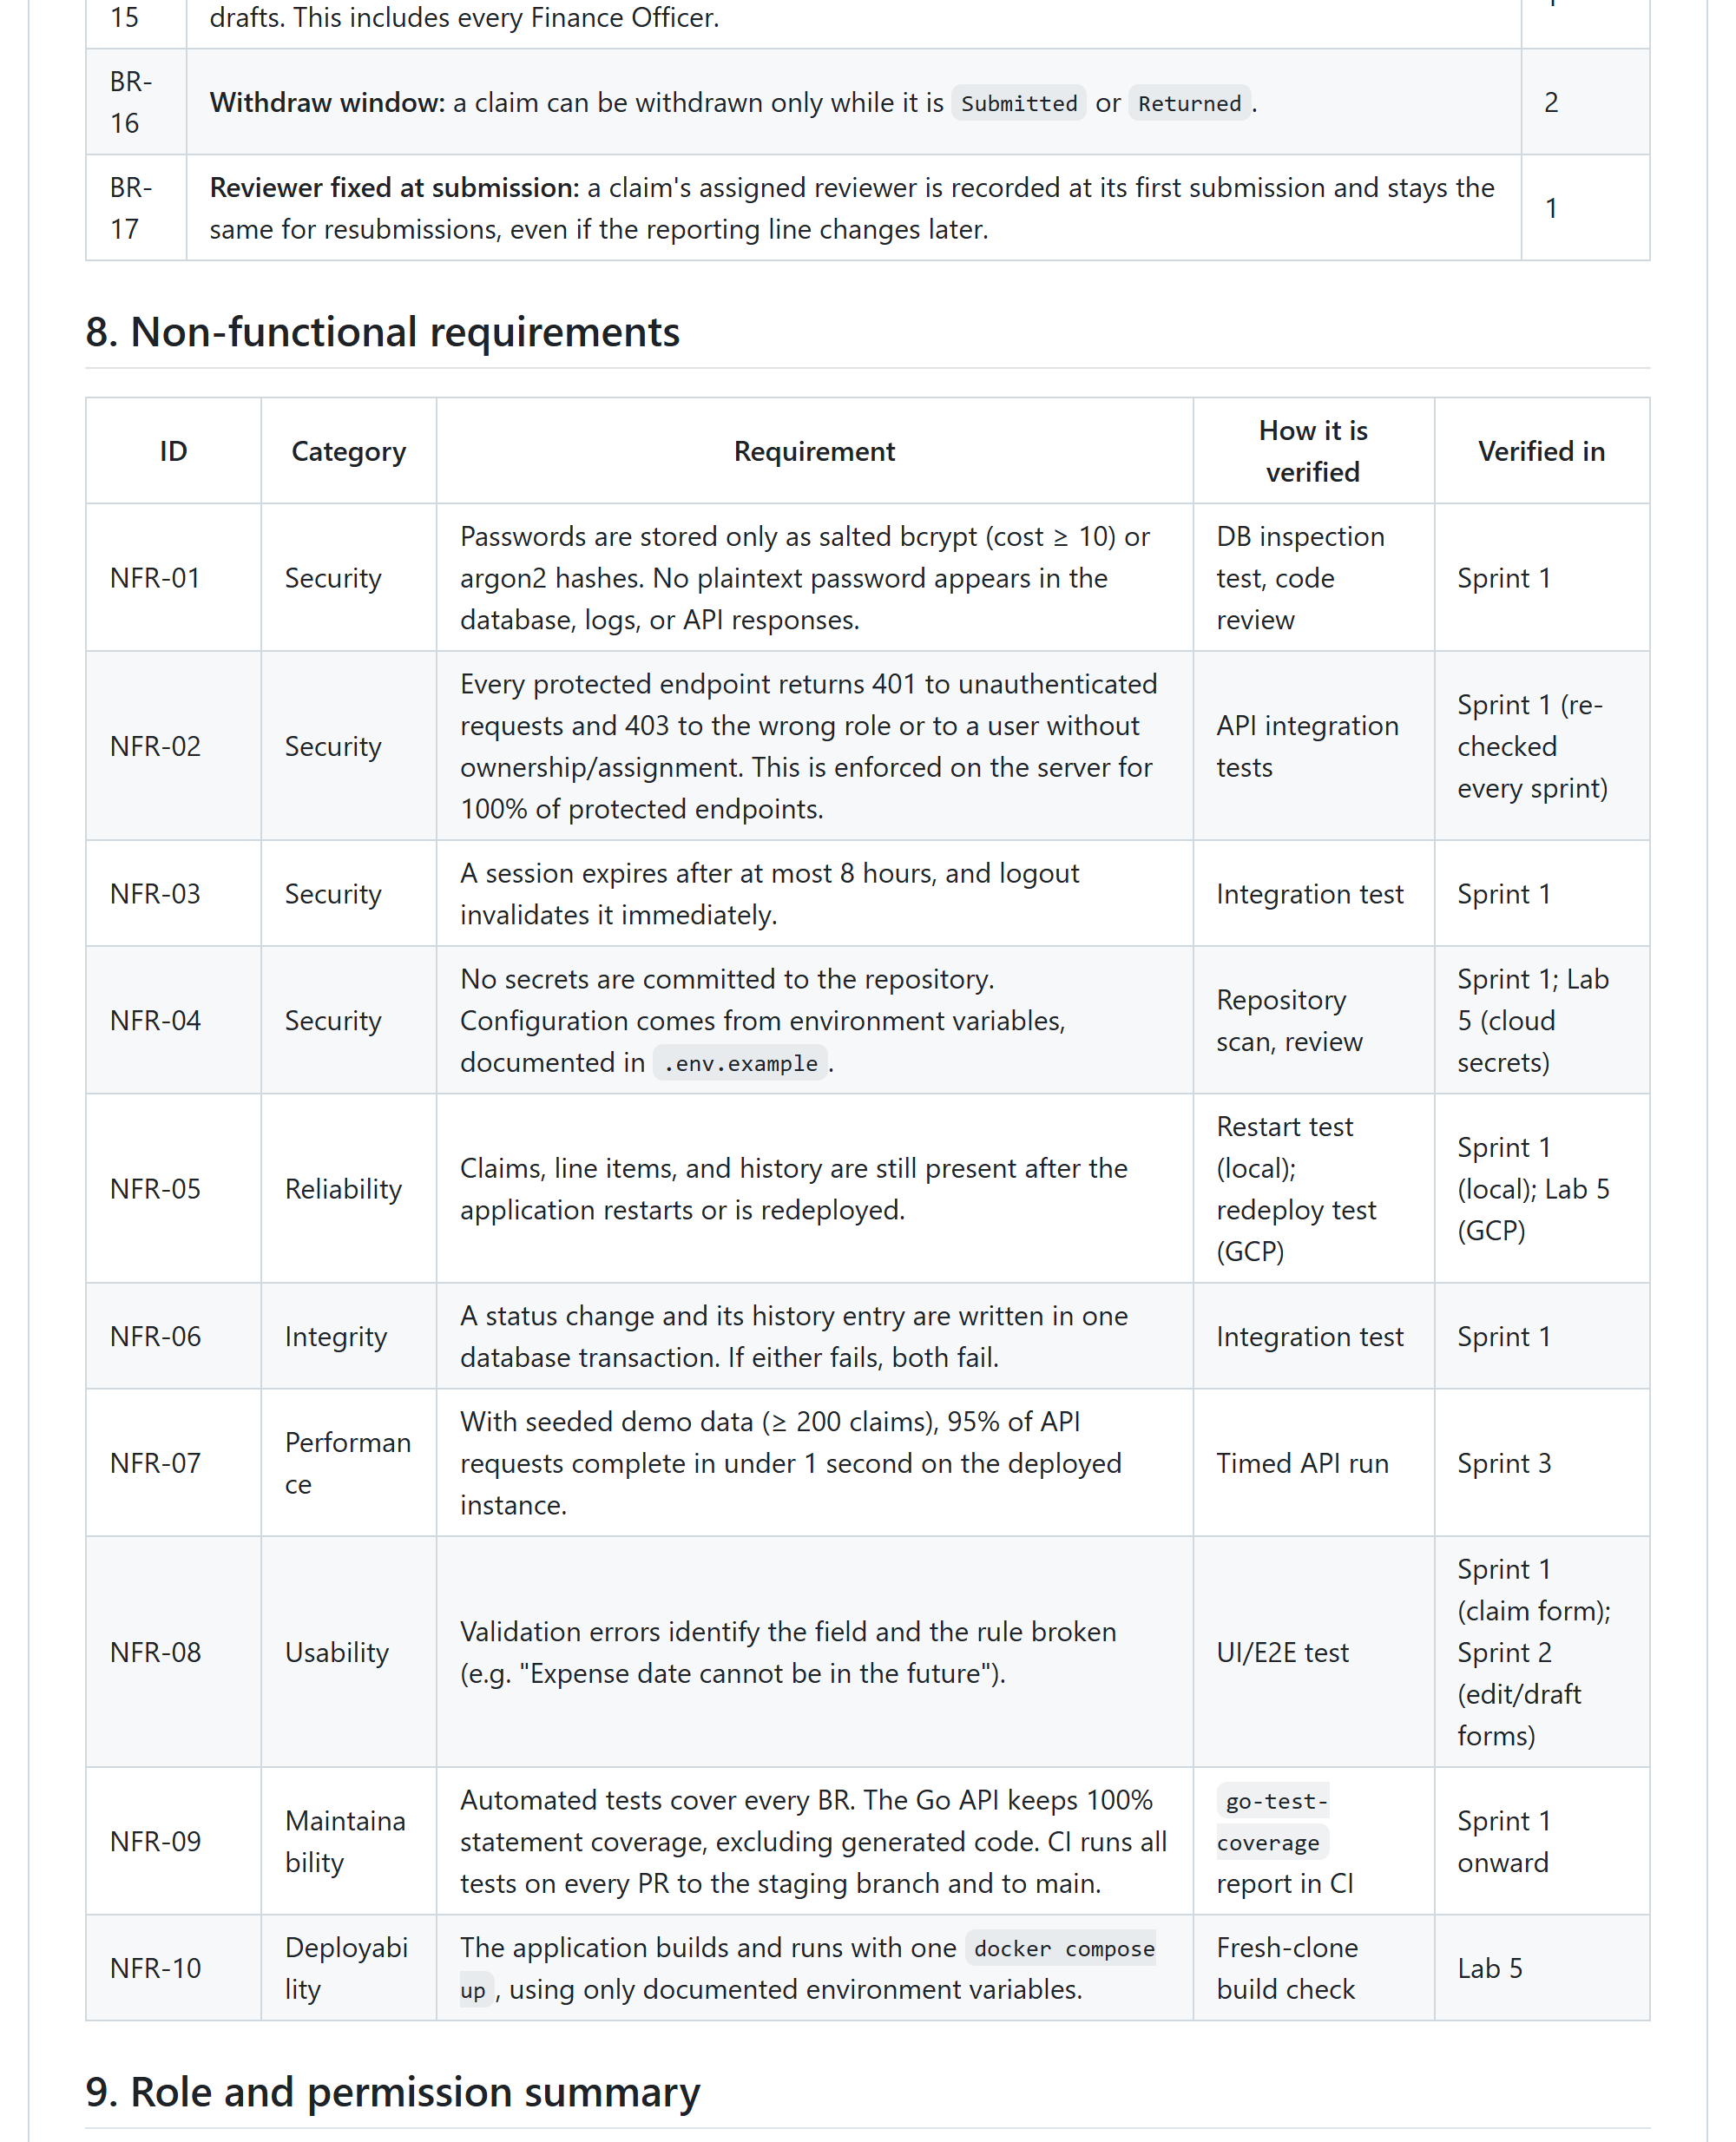 15
drafts. This includes every Finance Officer.
BR-
16
Withdraw window: a claim can be withdrawn only while it is Submitted or Returned.
2
BR-
17
Reviewer fixed at submission: a claim's assigned reviewer is recorded at its first submission and stays the
same for resubmissions, even if the reporting line changes later.
1
8. Non-functional requirements
ID
Category
Requirement
How it is
verified
Verified in
NFR-01
Security
Passwords are stored only as salted bcrypt (cost ≥ 10) or
argon2 hashes. No plaintext password appears in the
database, logs, or API responses.
DB inspection
test, code
review
Sprint 1
NFR-02
Security
Every protected endpoint returns 401 to unauthenticated
requests and 403 to the wrong role or to a user without
ownership/assignment. This is enforced on the server for
100% of protected endpoints.
API integration
tests
Sprint 1 (re-
checked
every sprint)
NFR-03
Security
A session expires after at most 8 hours, and logout
invalidates it immediately.
Integration test
Sprint 1
NFR-04
Security
No secrets are committed to the repository.
Configuration comes from environment variables,
documented in .env.example.
Repository
scan, review
Sprint 1; Lab
5 (cloud
secrets)
NFR-05
Reliability
Claims, line items, and history are still present after the
application restarts or is redeployed.
Restart test
(local);
redeploy test
(GCP)
Sprint 1
(local); Lab 5
(GCP)
NFR-06
Integrity
A status change and its history entry are written in one
database transaction. If either fails, both fail.
Integration test
Sprint 1
NFR-07
Performan
ce
With seeded demo data (≥ 200 claims), 95% of API
requests complete in under 1 second on the deployed
instance.
Timed API run
Sprint 3
NFR-08
Usability
Validation errors identify the field and the rule broken
(e.g. "Expense date cannot be in the future").
UI/E2E test
Sprint 1
(claim form);
Sprint 2
(edit/draft
forms)
NFR-09
Maintaina
bility
Automated tests cover every BR. The Go API keeps 100%
statement coverage, excluding generated code. CI runs all
tests on every PR to the staging branch and to main.
go-test-
coverage
report in CI
Sprint 1
onward
NFR-10
Deployabi
lity
The application builds and runs with one docker compose
up, using only documented environment variables.
Fresh-clone
build check
Lab 5
9. Role and permission summary